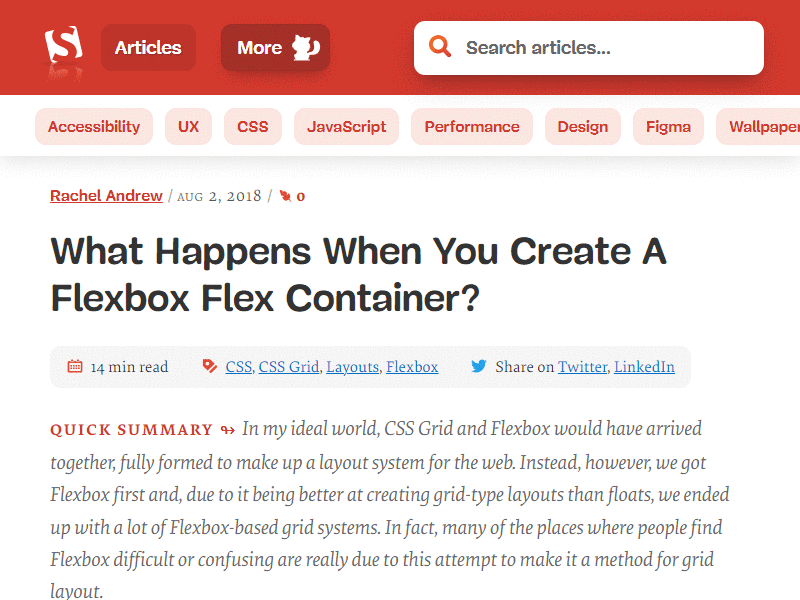 Articles More Search articles...
Accessibility UX CSS JavaScript Performance Design Figma Wallpaper
Rachel Andrew / AUG 2, 2018 / 0
What Happens When You Create A
Flexbox Flex Container?
14 min read CSS, CSS Grid, Layouts, Flexbox Share on Twitter, LinkedIn
QUICK SUMMARY ↬ In my ideal world, CSS Grid and Flexbox would have arrived
together, fully formed to make up a layout system for the web. Instead, however, we got
Flexbox first and, due to it being better at creating grid-type layouts than floats, we ended
up with a lot of Flexbox-based grid systems. In fact, many of the places where people find
Flexbox difficult or confusing are really due to this attempt to make it a method for grid
layout.